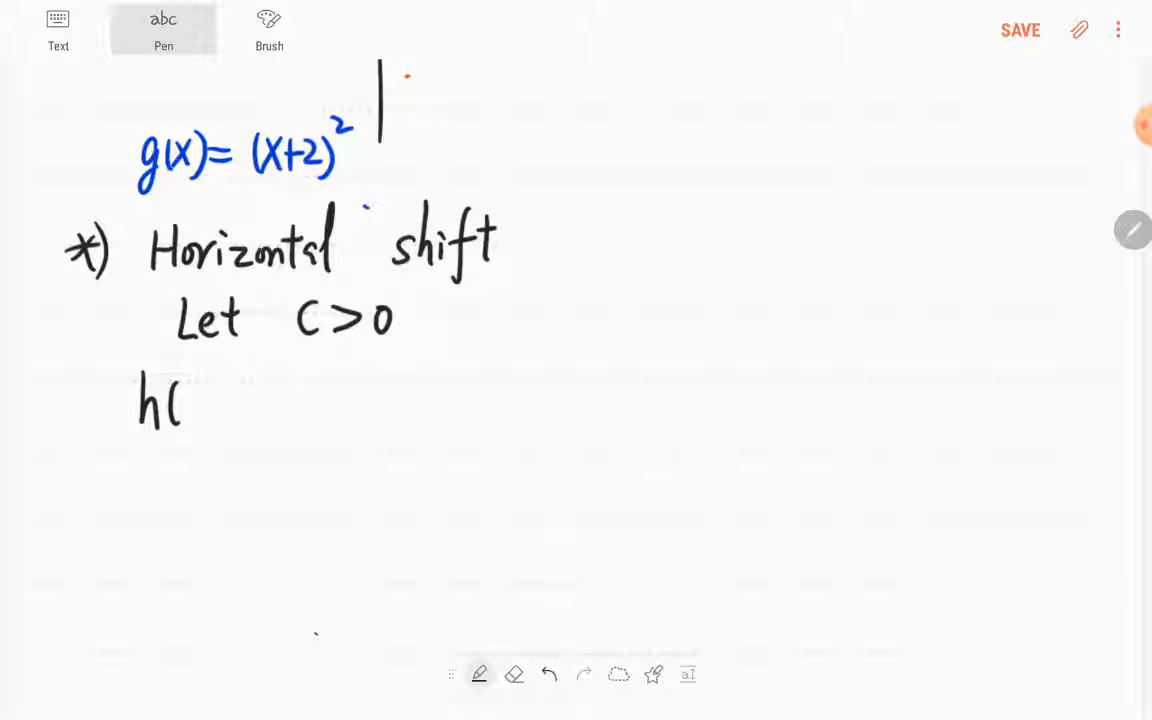 Text
abc
Pen
Brush
SAVE
g(x)= (x+2)²
*) Horizontal shift
Let C>0
h(